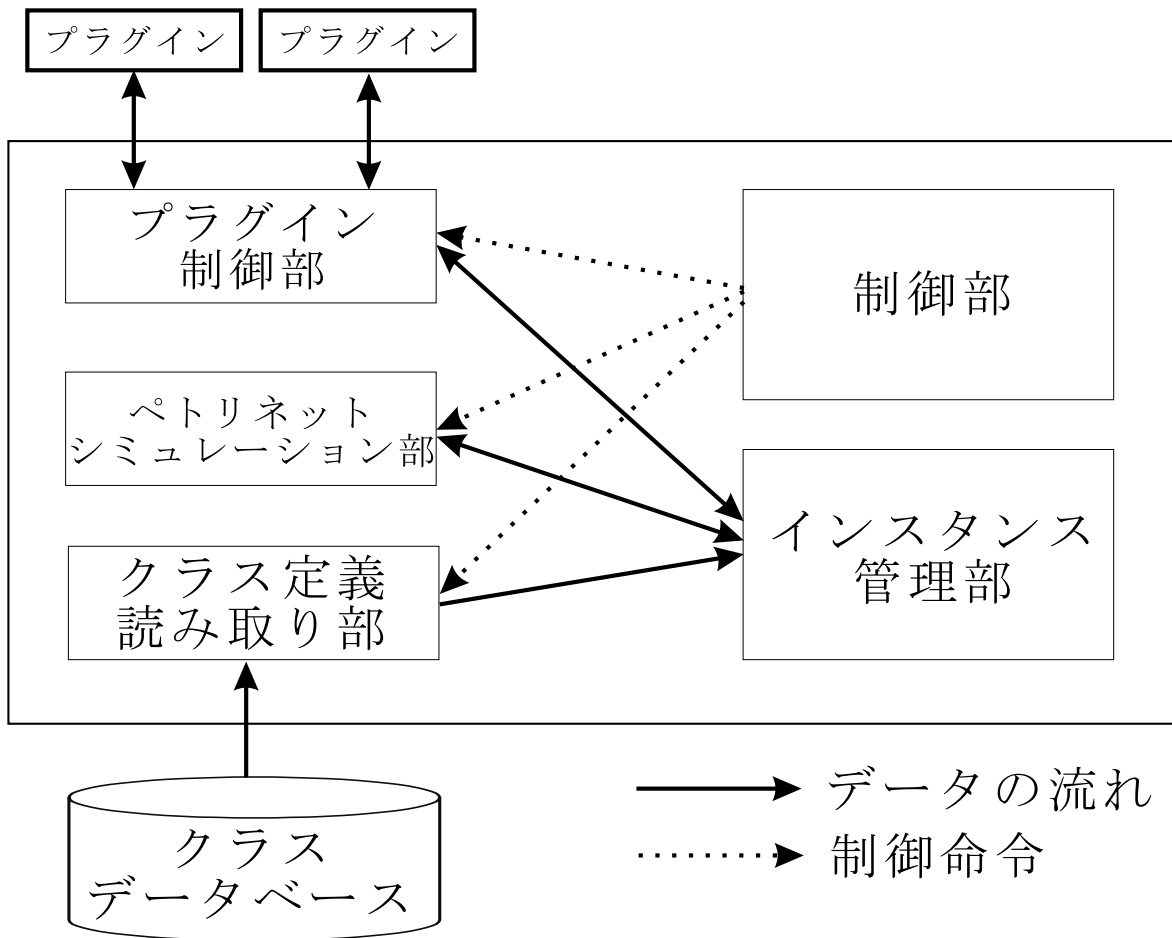 プラグイン
プラグイン
プラグイン
制御部
制御部
ペトリネット
シミュレーション部
インスタンス
管理部
クラス定義
読み取り部
データの流れ
制御命令
クラス
データベース